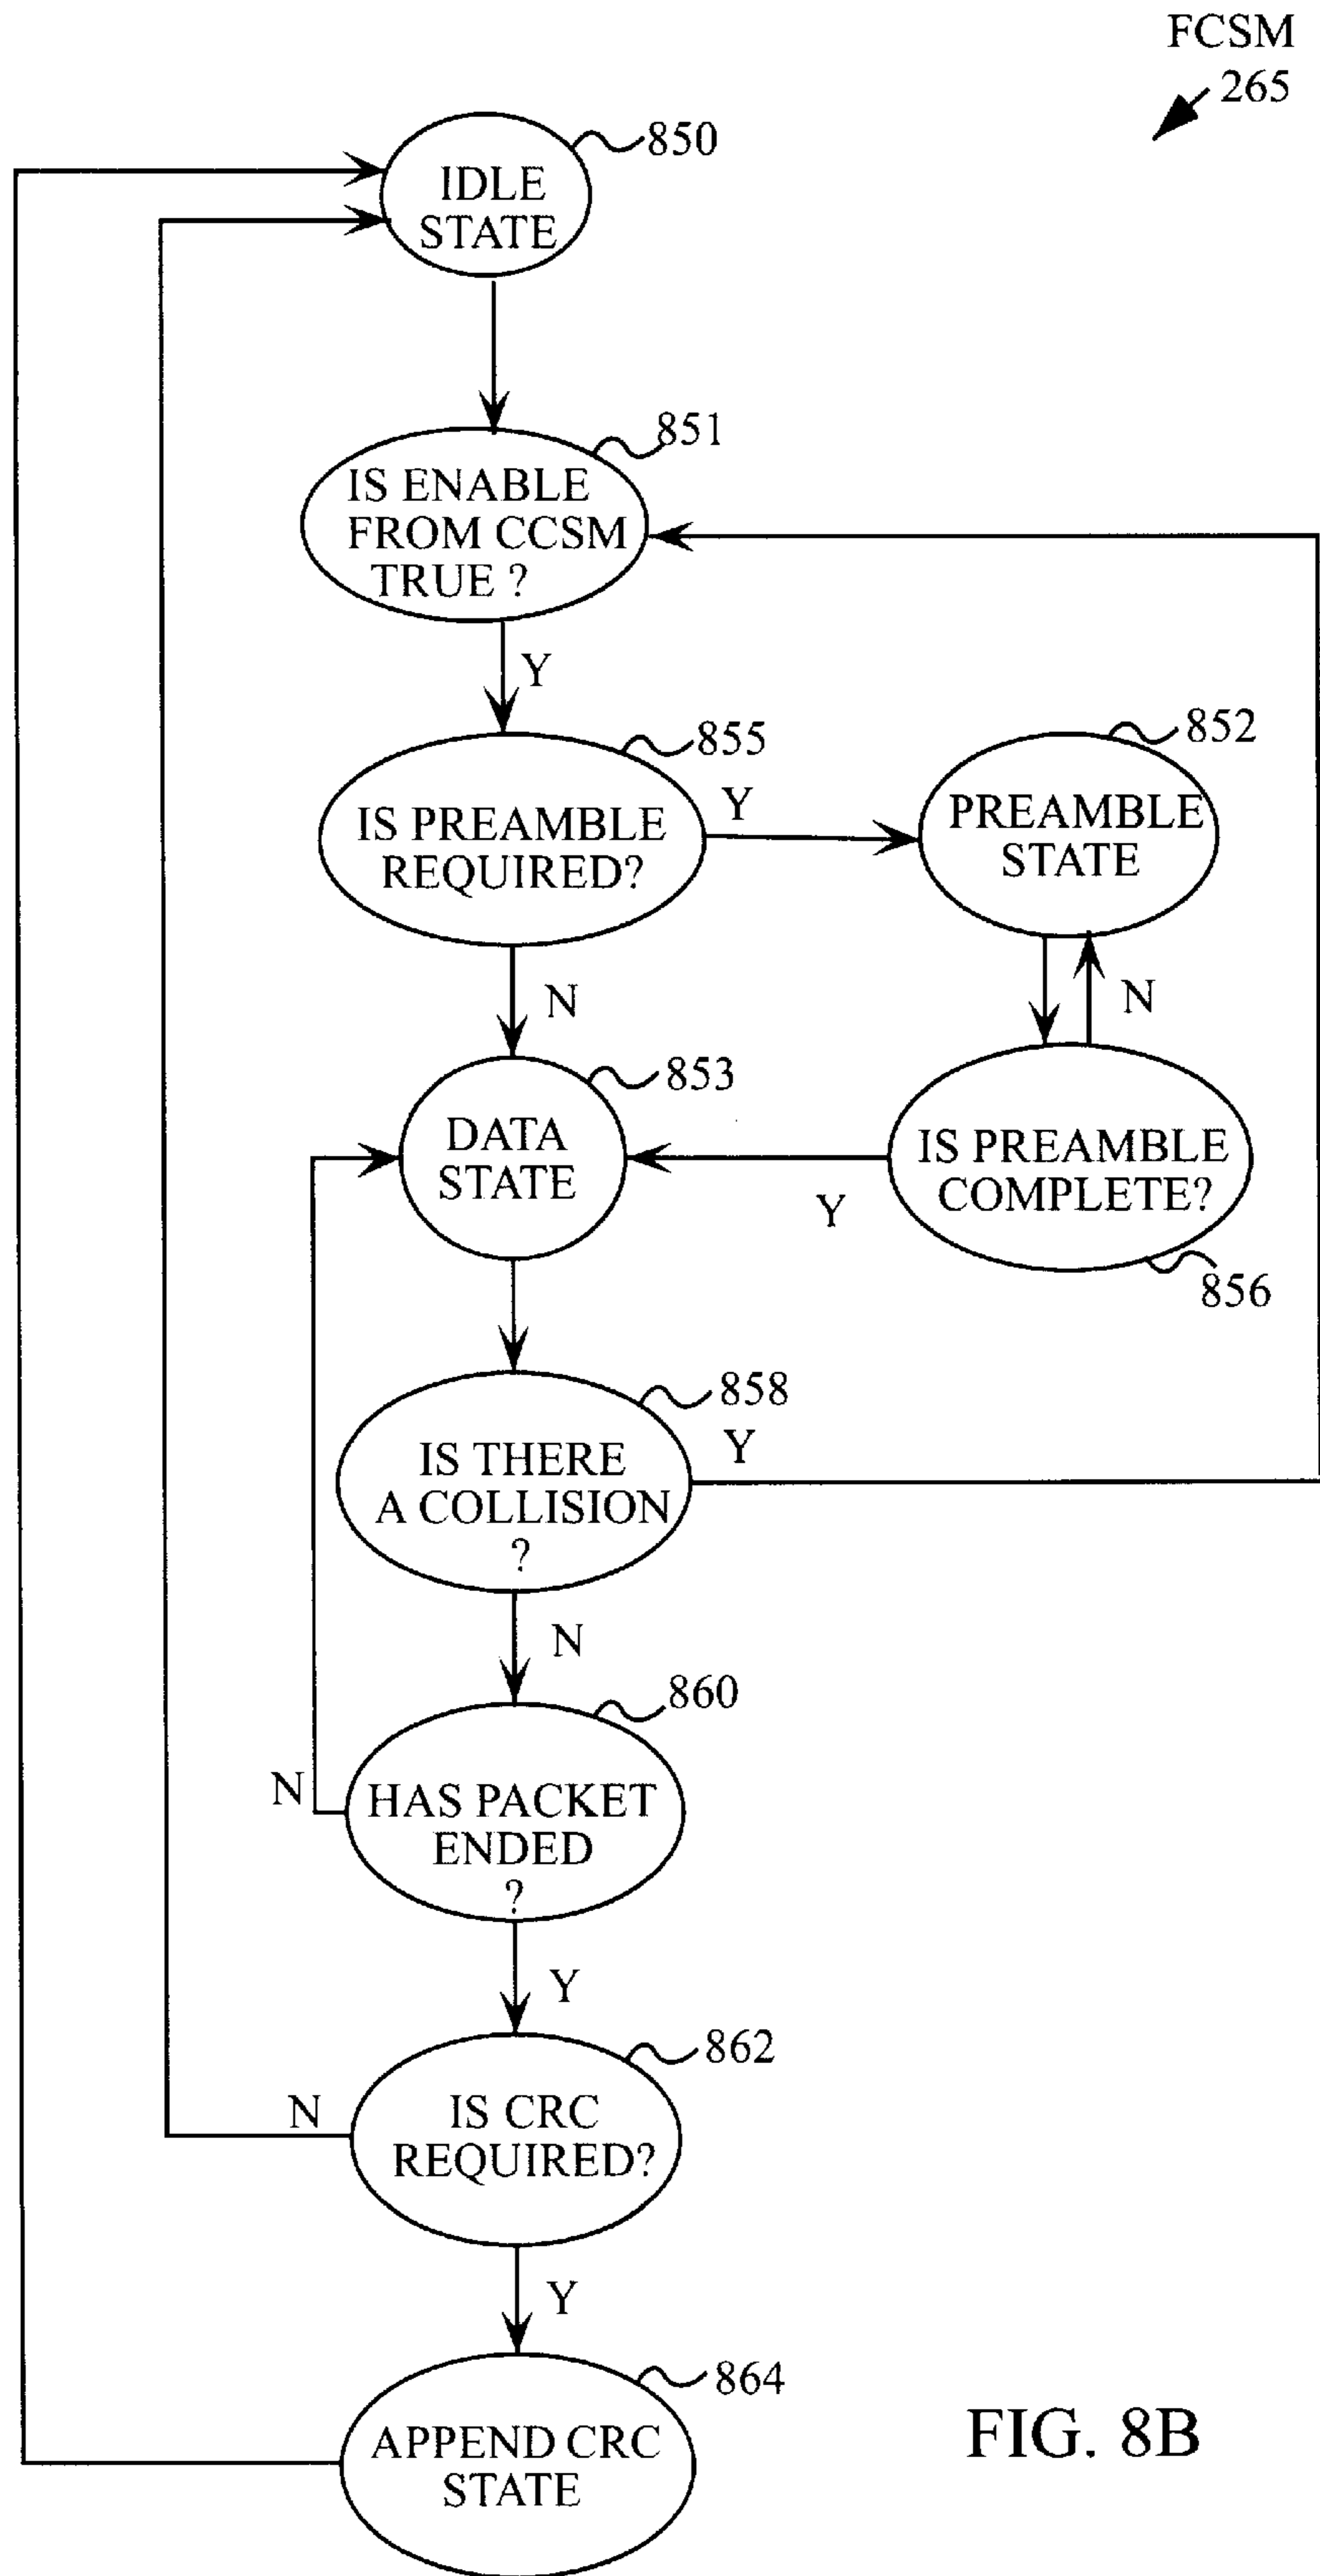 FCSM
265
850
IDLE
STATE
851
IS ENABLE
FROM CCSM
TRUE ?
Y
855
IS PREAMBLE
REQUIRED?
Y
852
PREAMBLE
STATE
N
N
853
DATA
STATE
IS PREAMBLE
COMPLETE?
Y
856
858
IS THERE
A COLLISION
?
Y
N
860
HAS PACKET
ENDED
?
N
Y
862
IS CRC
REQUIRED?
N
Y
864
APPEND CRC
STATE
FIG. 8B